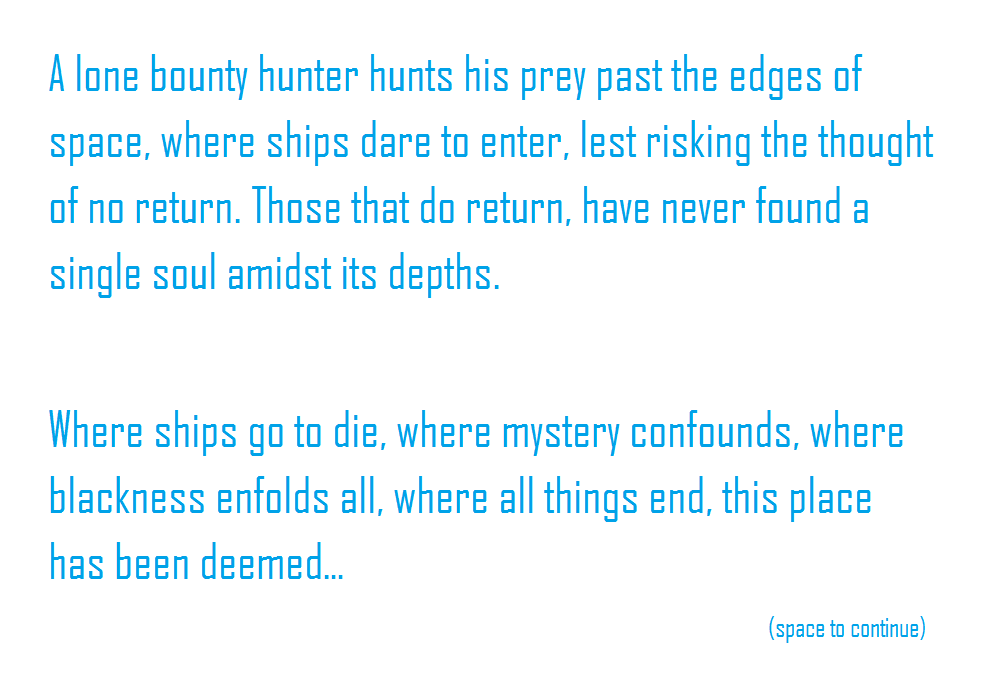 A lone bounty hunter hunts his prey past the edges of
space, where ships dare to enter, lest risking the thought
of no return. Those that do return, have never found a
single soul amidst its depths.
Where ships go to die, where mystery confounds, where
blackness enfolds all, where all things end, this place
has been deemed...
(space to continue)